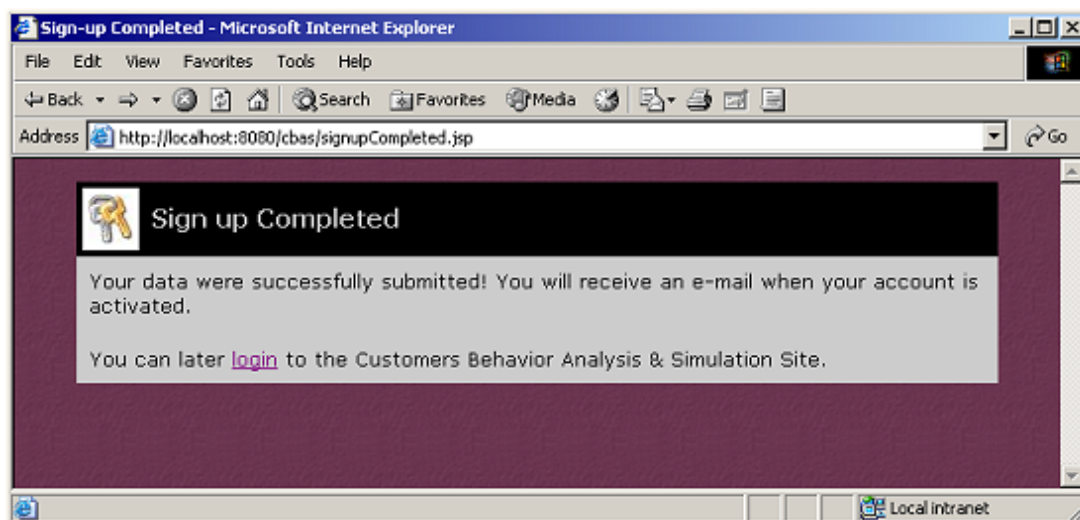 Sign-up Completed - Microsoft Internet Explorer
File Edit View Favorites Tools Help
Back Search Favorites Media
Address http://localhost:8080/cbas/signupCompleted.jsp Go
Sign up Completed
Your data were successfully submitted! You will receive an e-mail when your account is
activated.
You can later login to the Customers Behavior Analysis & Simulation Site.
Local intranet